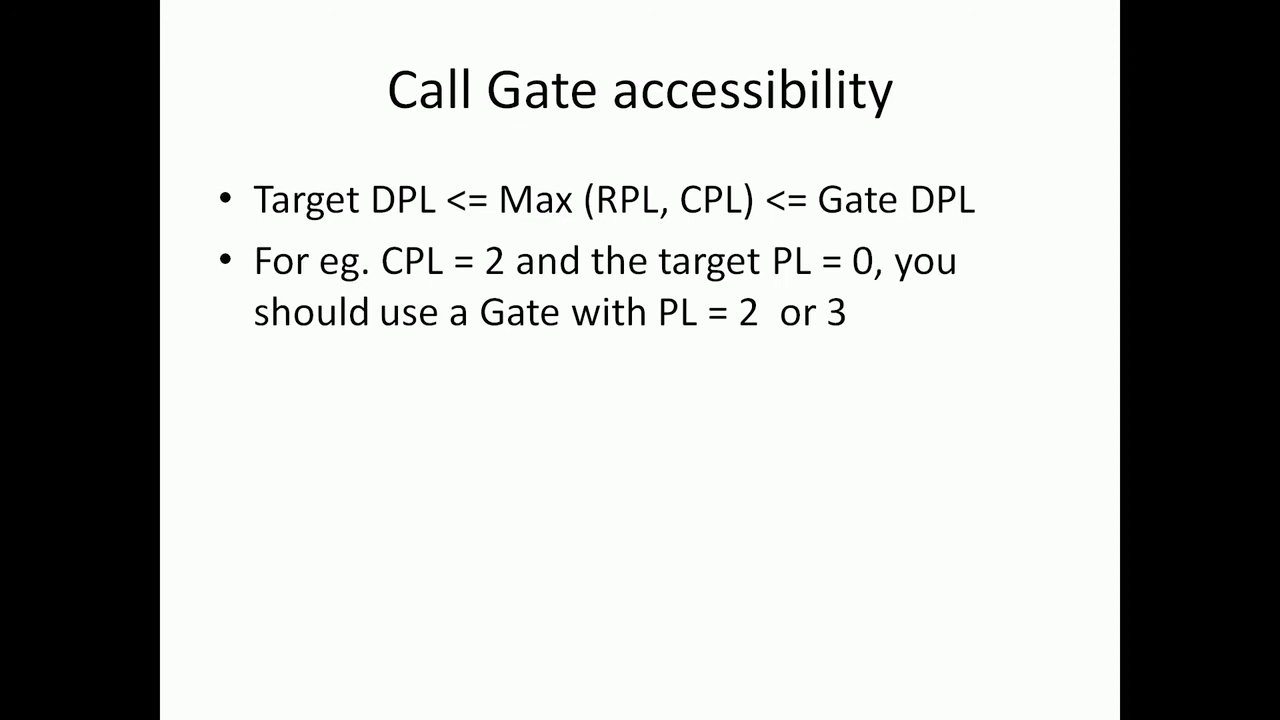 Call Gate accessibility
• Target DPL <= Max (RPL, CPL) <= Gate DPL
• For eg. CPL = 2 and the target PL = 0, you
should use a Gate with PL = 2  or 3